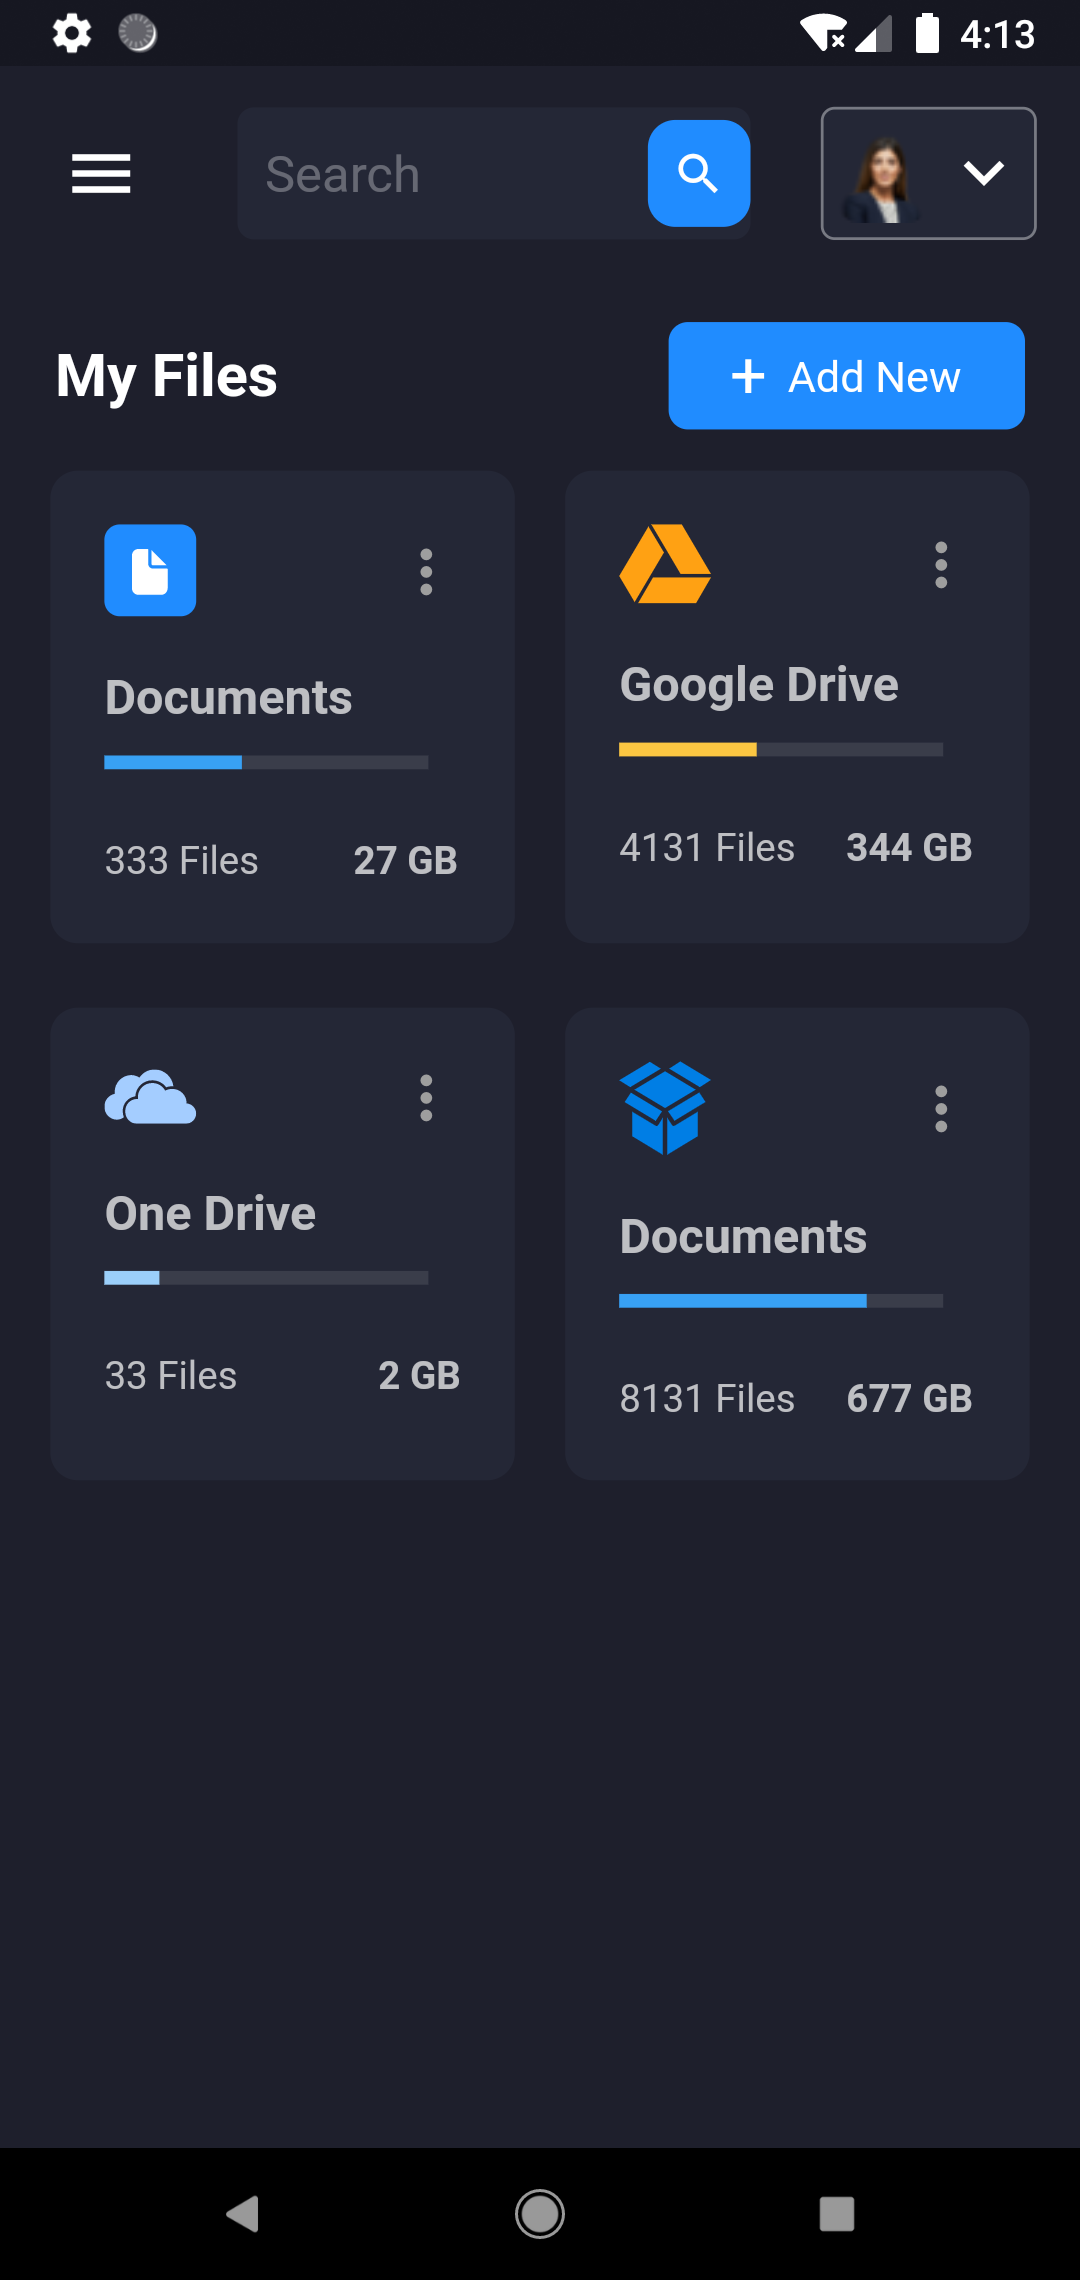 4:13
Search
My Files
+ Add New
Documents
333 Files 27 GB
Google Drive
4131 Files 344 GB
One Drive
33 Files 2 GB
Documents
8131 Files 677 GB